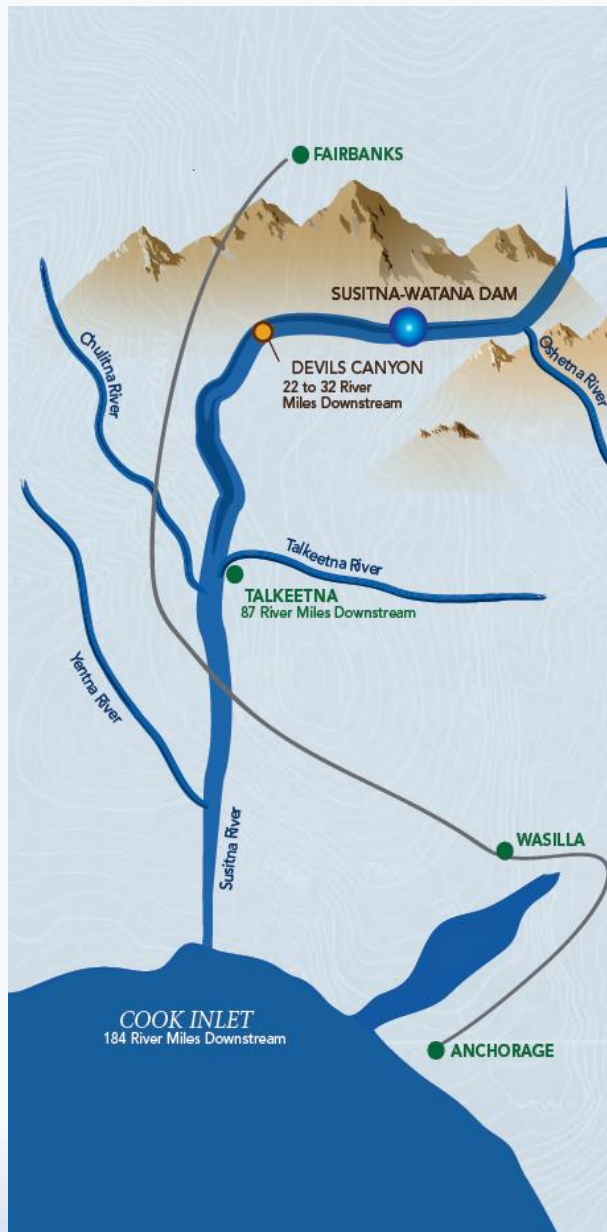 FAIRBANKS
SUSITNA-WATANA DAM
Chulitna River
DEVILS CANYON
22 to 32 River
Miles Downstream
Oshetna River
Talkeetna River
TALKEETNA
87 River Miles Downstream
Yentna River
Susitna River
WASILLA
COOK INLET
184 River Miles Downstream
ANCHORAGE